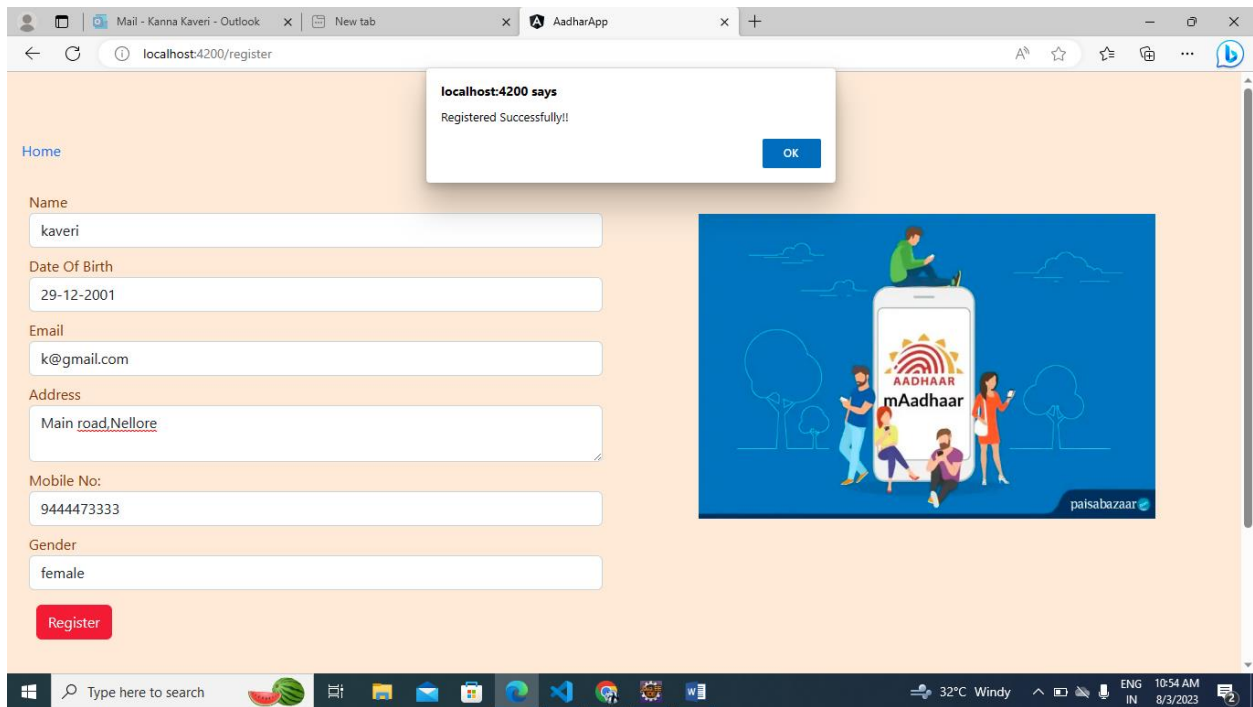 Mail - Kanna Kaveri - Outlook
New tab
AadharApp
localhost:4200/register
localhost:4200 says
Registered Successfully!!
OK
Home
Name
kaveri
Date Of Birth
29-12-2001
Email
k@gmail.com
Address
Main road,Nellore
Mobile No:
9444473333
Gender
female
Register
AADHAAR
mAadhaar
paisabazaar
Type here to search
32°C Windy
ENG
IN
10:54 AM
8/3/2023
2